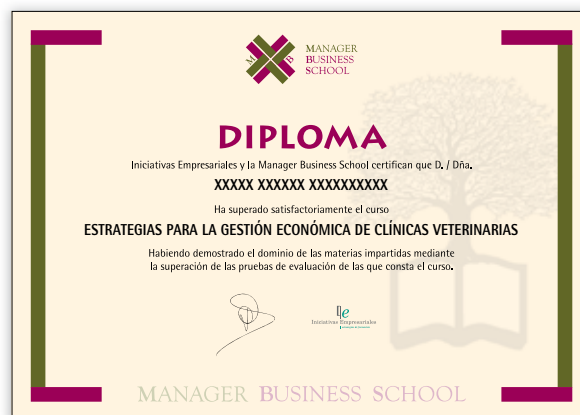 M B
MANAGER
BUSINESS
SCHOOL
DIPLOMA
Iniciativas Empresariales y la Manager Business School certifican que D. / Dña.
XXXXX XXXXXX XXXXXXXXXX
Ha superado satisfactoriamente el curso
ESTRATEGIAS PARA LA GESTIÓN ECONÓMICA DE CLÍNICAS VETERINARIAS
Habiendo demostrado el dominio de las materias impartidas mediante
la superación de las pruebas de evaluación de las que consta el curso.
Iniciativas Empresariales
MANAGER BUSINESS SCHOOL